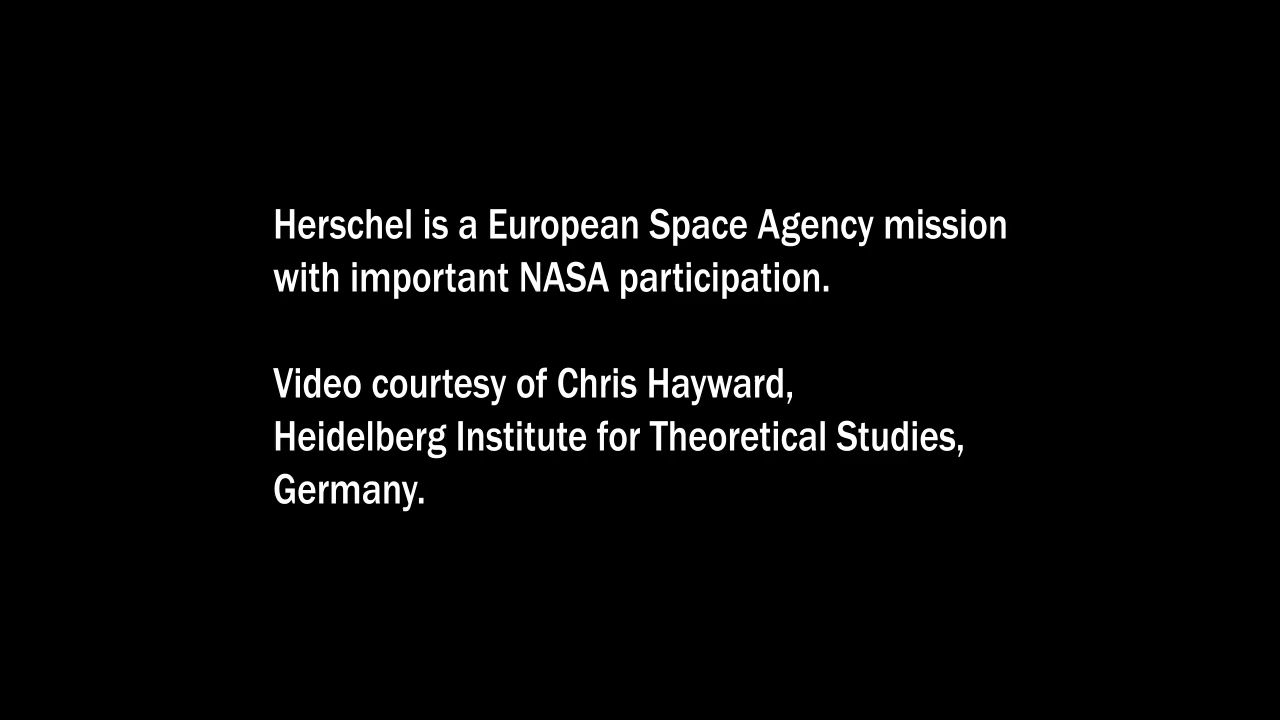 Herschel is a European Space Agency mission
with important NASA participation.
Video courtesy of Chris Hayward,
Heidelberg Institute for Theoretical Studies,
Germany.